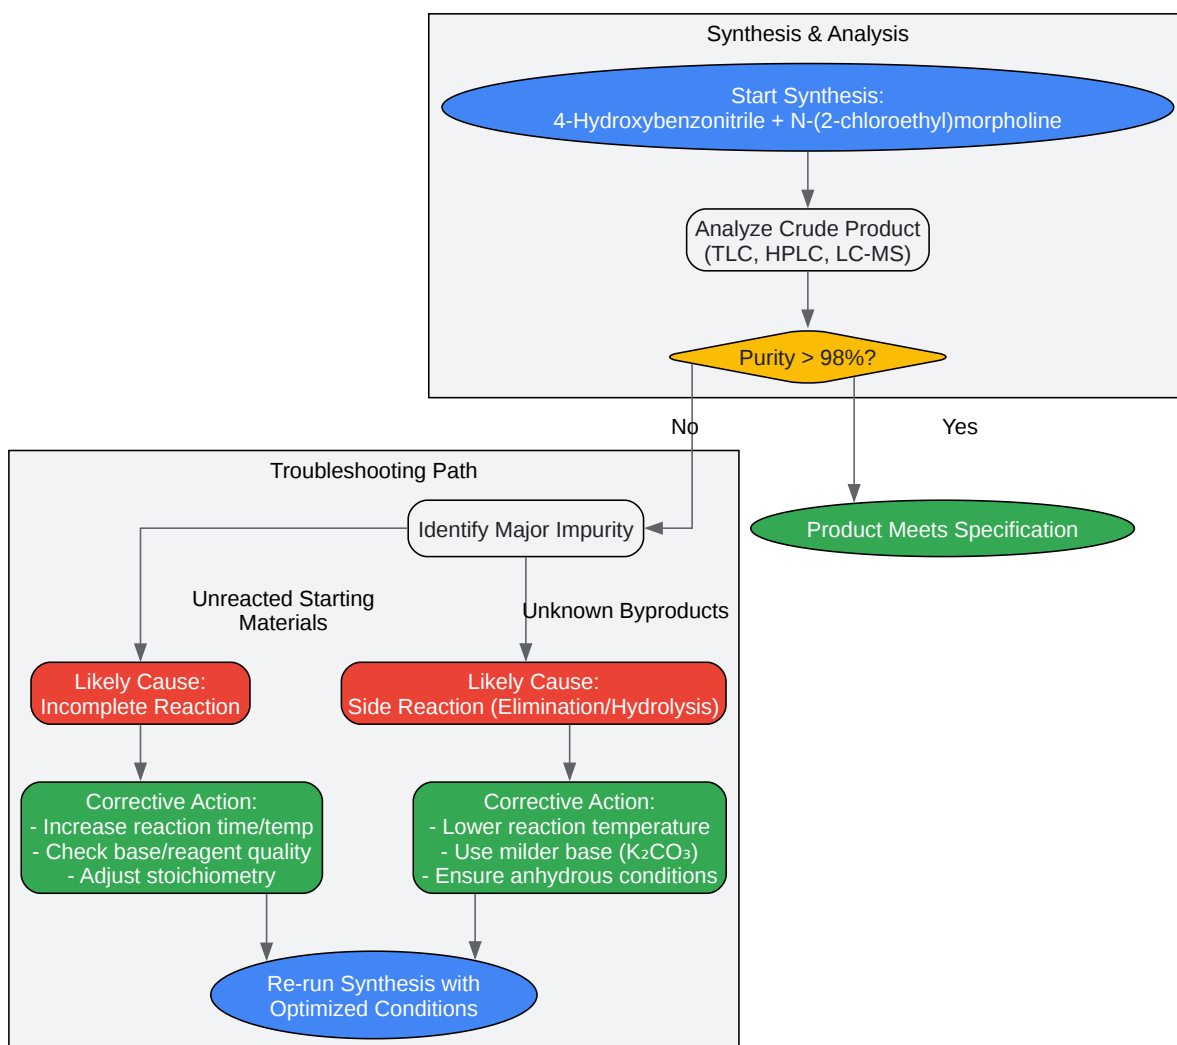 Synthesis & Analysis
Start Synthesis:
4-Hydroxybenzonitrile + N-(2-chloroethyl)morpholine
Analyze Crude Product
(TLC, HPLC, LC-MS)
Purity > 98%?
No
Yes
Troubleshooting Path
Identify Major Impurity
Product Meets Specification
Unreacted Starting
Materials
Unknown Byproducts
Likely Cause:
Incomplete Reaction
Likely Cause:
Side Reaction (Elimination/Hydrolysis)
Corrective Action:
- Increase reaction time/temp
- Check base/reagent quality
- Adjust stoichiometry
Corrective Action:
- Lower reaction temperature
- Use milder base (K₂CO₃)
- Ensure anhydrous conditions
Re-run Synthesis with
Optimized Conditions